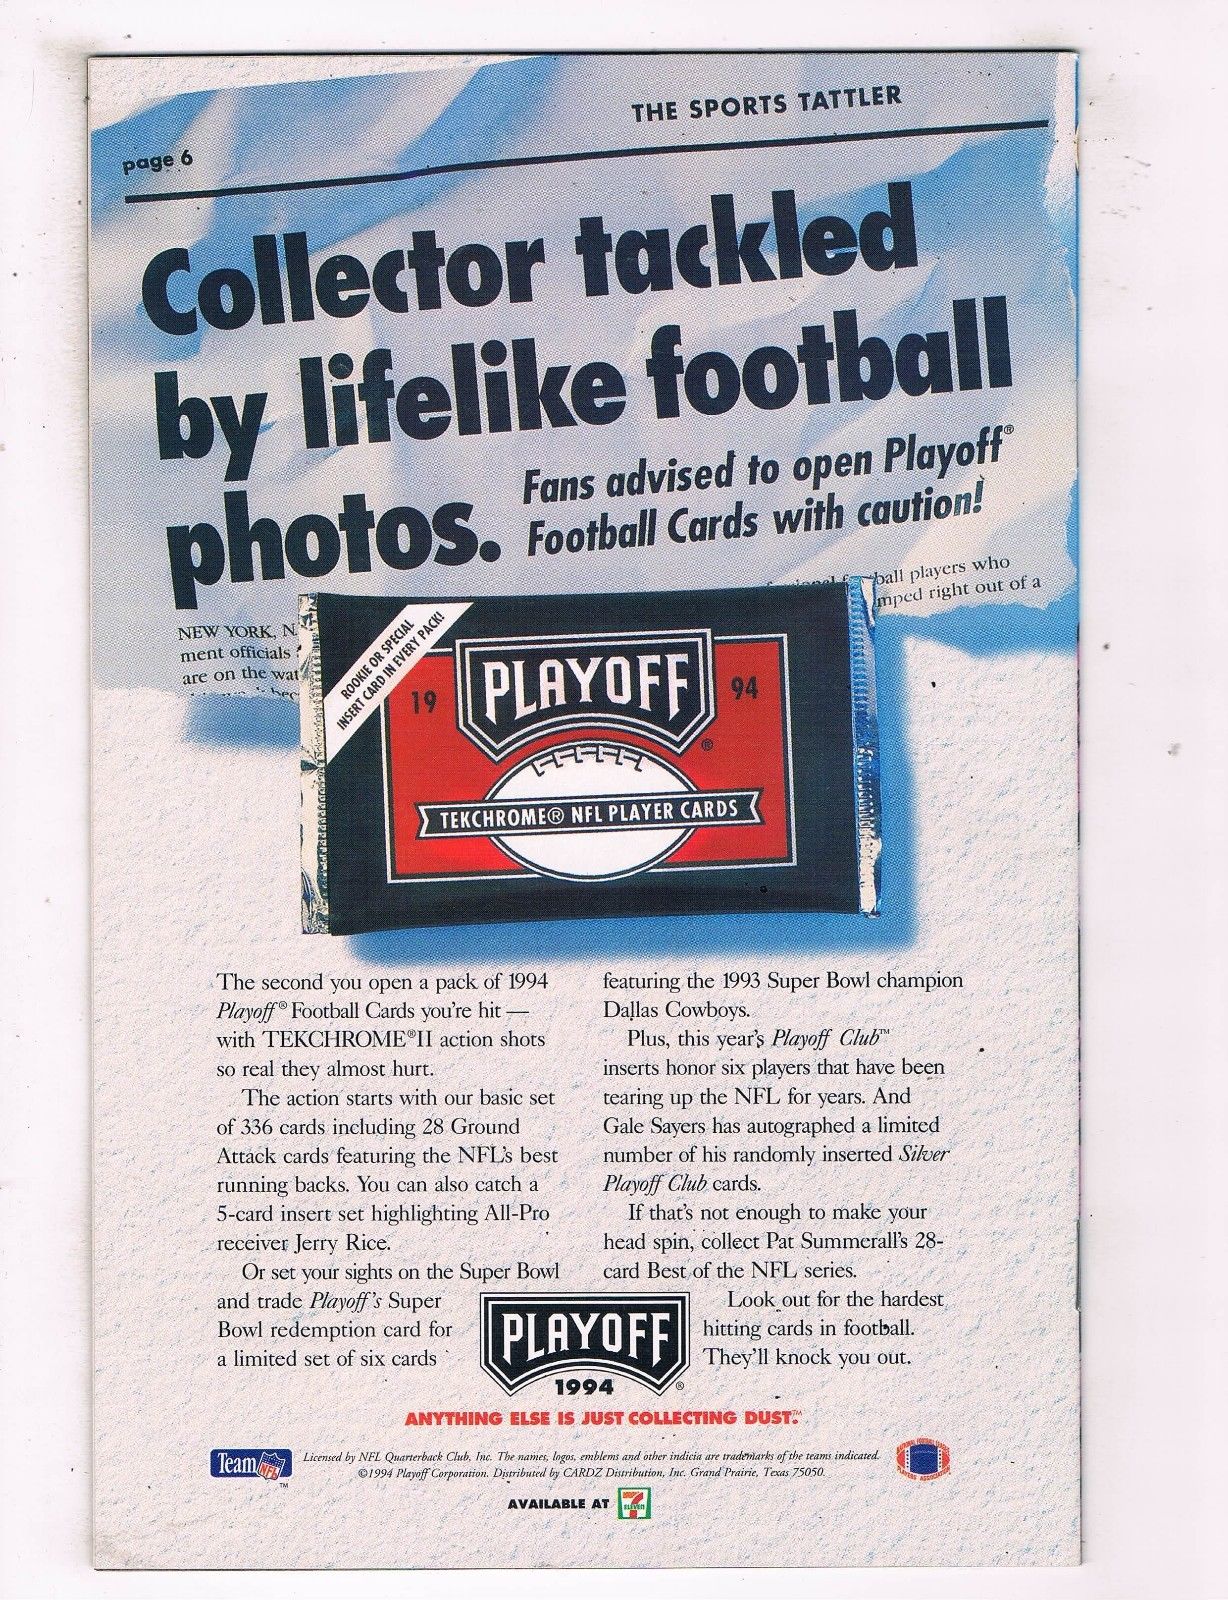 THE SPORTS TATTLER
page 6
Collector tackled
by lifelike football
photos.
Fans advised to open Playoff®
Football Cards with caution!
ball players who
mped right out of a
NEW YORK, N.
ment officials
are on the wat
ROOKIE OR SPECIAL
INSERT CARD IN EVERY PACK!
19 PLAYOFF® 94
TEKCHROME® NFL PLAYER CARDS
The second you open a pack of 1994
Playoff® Football Cards you're hit —
with TEKCHROME®II action shots
so real they almost hurt.
The action starts with our basic set
of 336 cards including 28 Ground
Attack cards featuring the NFL's best
running backs. You can also catch a
5-card insert set highlighting All-Pro
receiver Jerry Rice.
Or set your sights on the Super Bowl
and trade Playoff's Super
Bowl redemption card for
a limited set of six cards
featuring the 1993 Super Bowl champion
Dallas Cowboys.
Plus, this year's Playoff Club™
inserts honor six players that have been
tearing up the NFL for years. And
Gale Sayers has autographed a limited
number of his randomly inserted Silver
Playoff Club cards.
If that's not enough to make your
head spin, collect Pat Summerall's 28-
card Best of the NFL series.
Look out for the hardest
hitting cards in football.
They'll knock you out.
PLAYOFF
1994 ®
ANYTHING ELSE IS JUST COLLECTING DUST.™
Team NFL ™
Licensed by NFL Quarterback Club, Inc. The names, logos, emblems and other indicia are trademarks of the teams indicated.
©1994 Playoff Corporation. Distributed by CARDZ Distribution, Inc. Grand Prairie, Texas 75050.
NATIONAL FOOTBALL LEAGUE
PLAYERS ASSOCIATION
AVAILABLE AT 7 ELEVEN